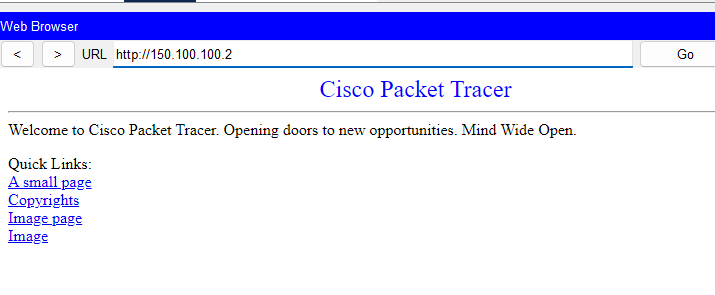 Web Browser
< > URL http://150.100.100.2 Go
Cisco Packet Tracer
Welcome to Cisco Packet Tracer. Opening doors to new opportunities. Mind Wide Open.
Quick Links:
A small page
Copyrights
Image page
Image